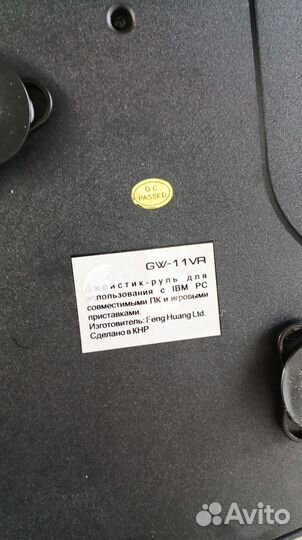 Q.C
PASSED
GW-11VR
Джойстик-руль для
использования с IBM PC
совместимыми ПК и игровыми
приставками.
Изготовитель: Feng Huang Ltd.
Сделано в КНР
Avito